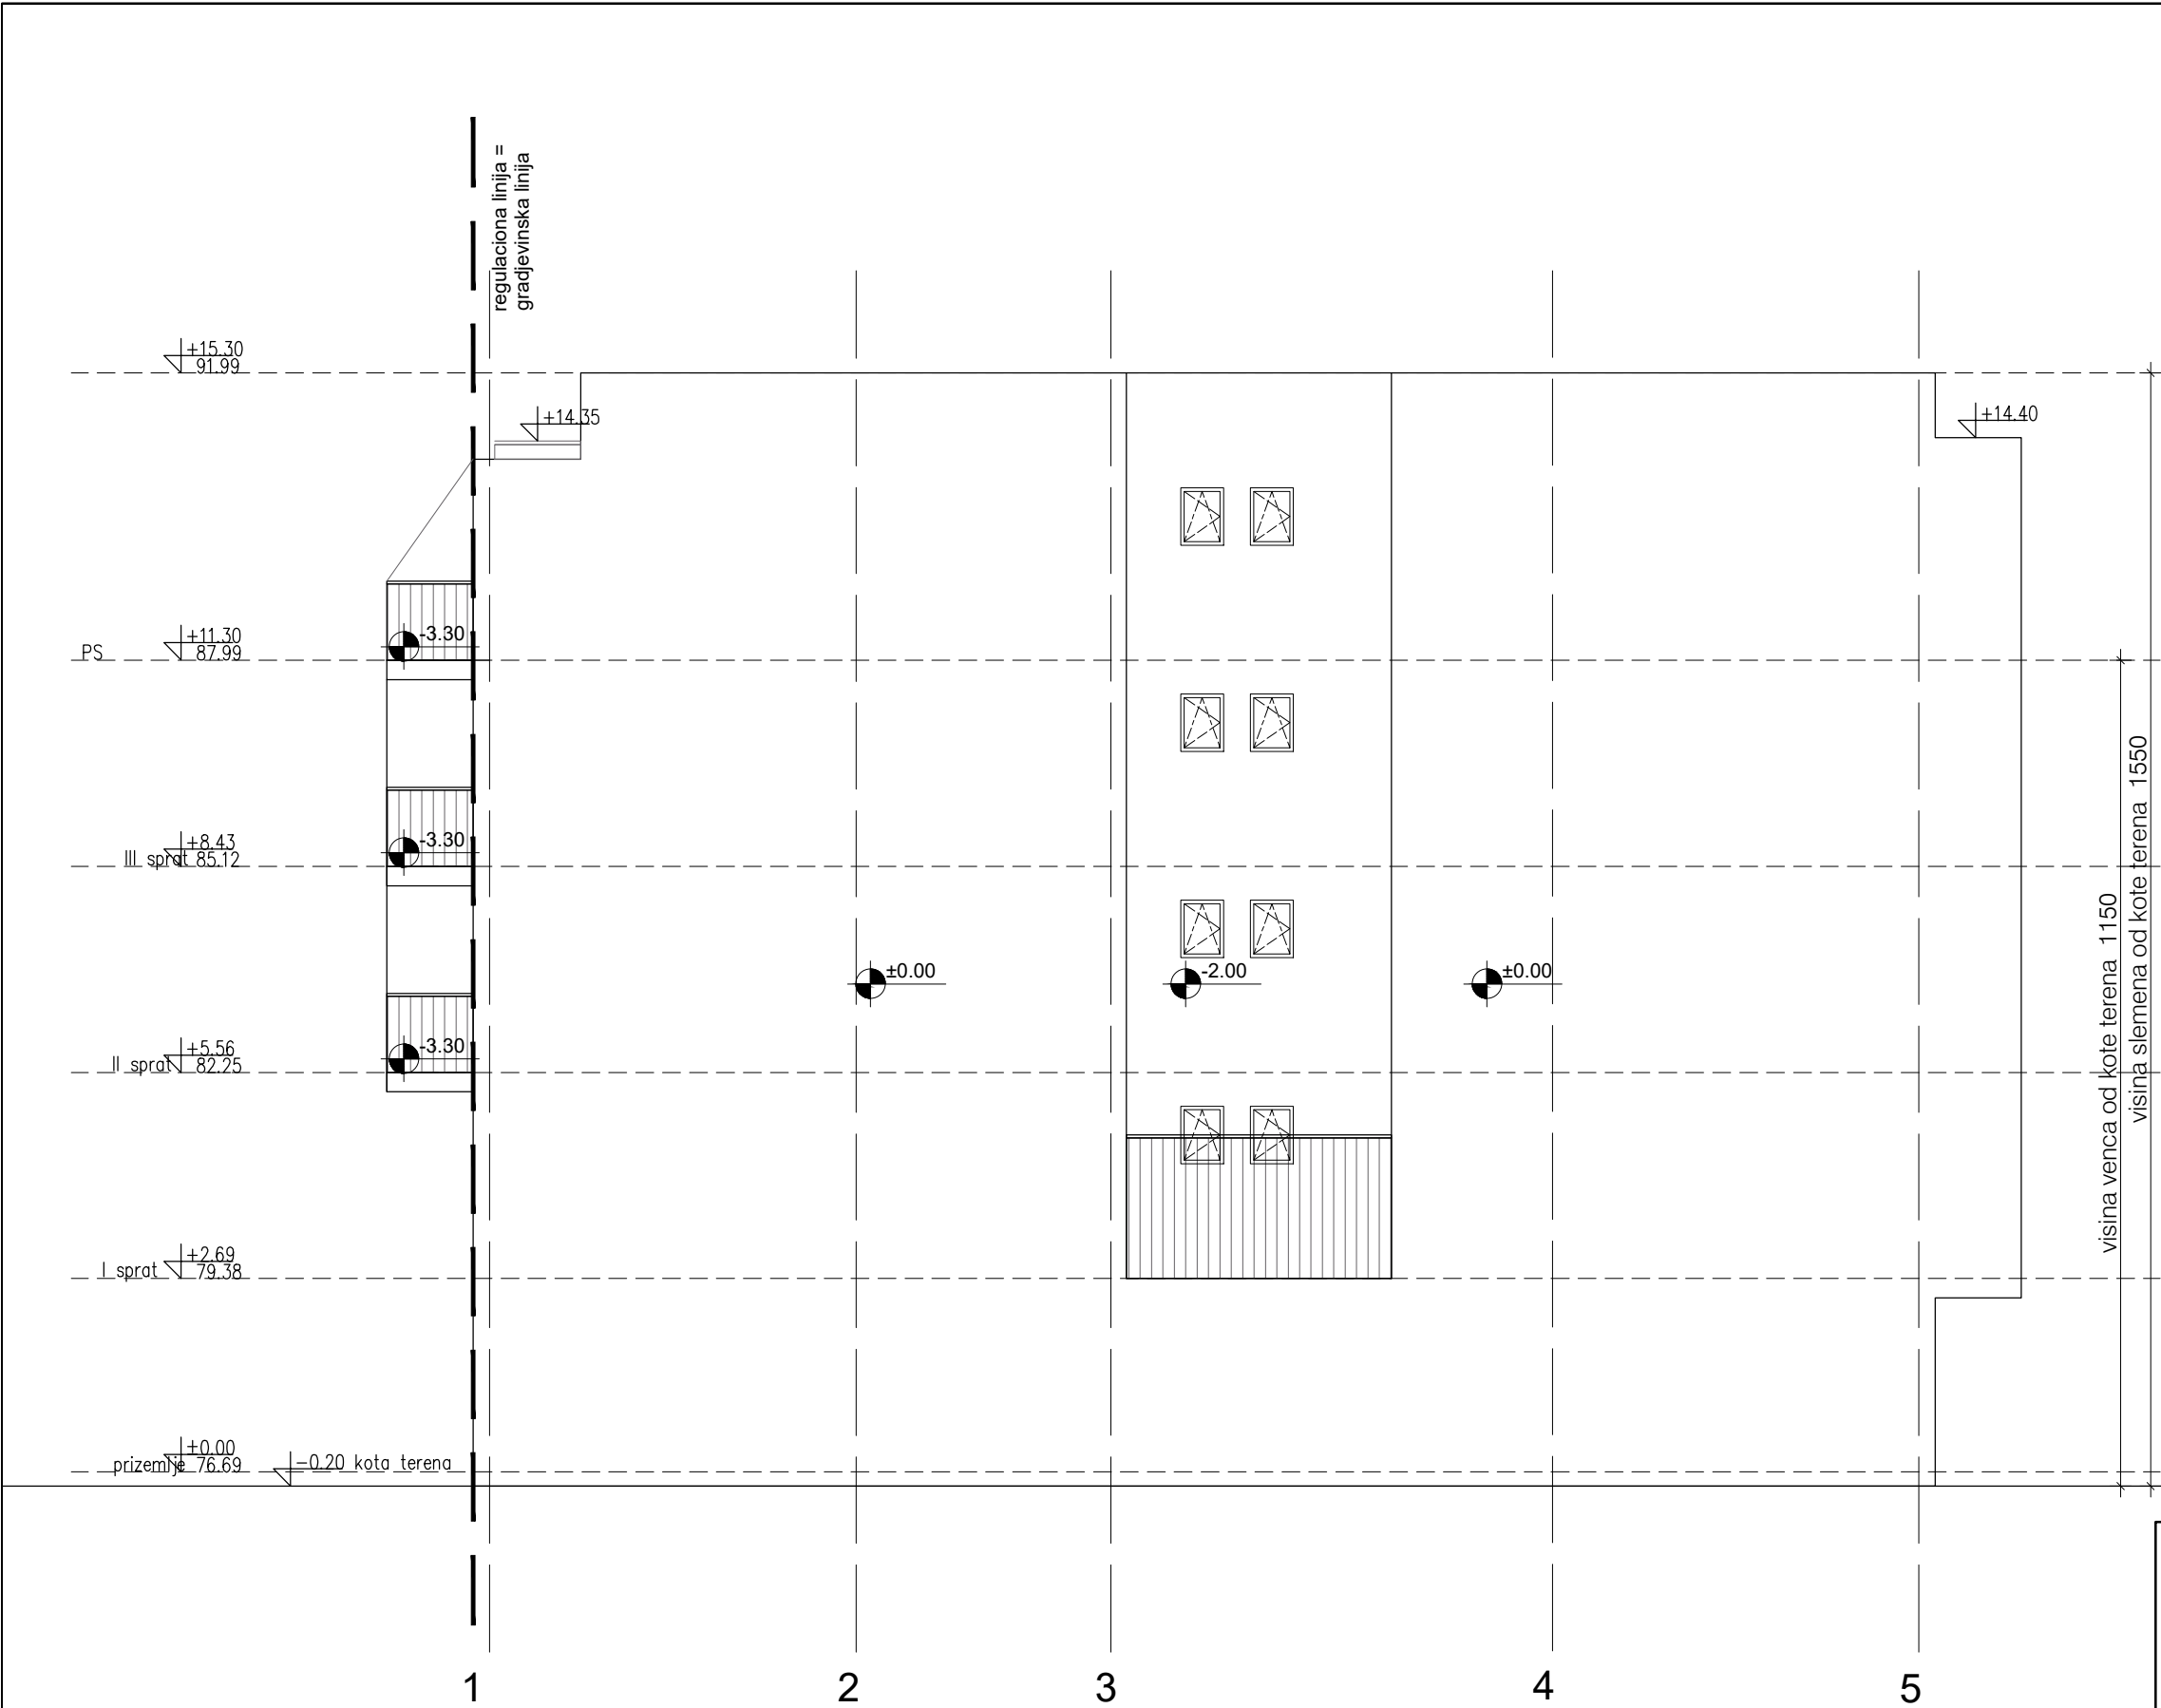 regulaciona linija =
gradjevinska linija
+15.30
91.99
+14.35
+14.40
PS
+11.30
87.99
-3.30
III sprat
+8.43
85.12
-3.30
±0.00
-2.00
±0.00
II sprat
+5.56
82.25
-3.30
I sprat
+2.69
79.38
prizemlje
±0.00
76.69
-0.20 kota terena
visina venca od kote terena 1150
visina slemena od kote terena 1550
1
2
3
4
5